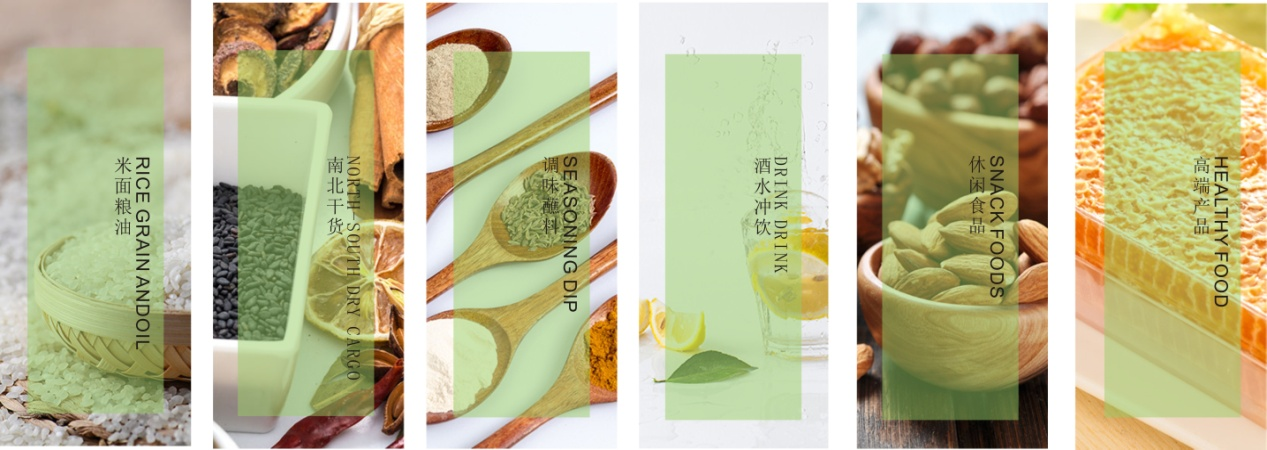 米面粮油
RICE GRAIN ANDOIL
南北干货
NORTH-SOUTH DRY CARGO
调味蘸料
SEASONING DIP
酒水冲饮
DRINK DRINK
休闲食品
SNACK FOODS
高端产品
HEALTHY FOOD